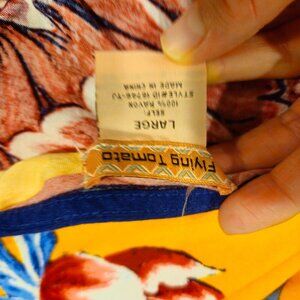 Flying Tomato
LARGE
SELF:
100% RAYON
MADE IN CHINA